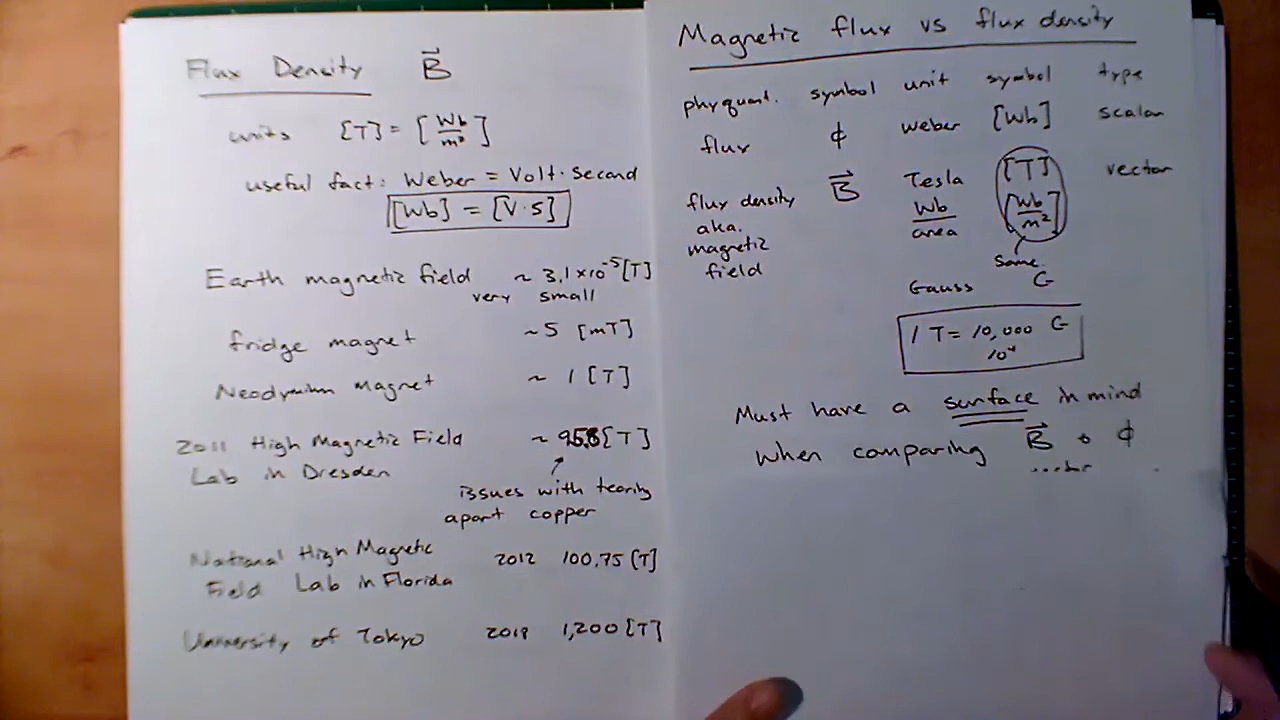 Flux Density B⃗
units [T] = [Wb/m²]
useful fact: Weber = Volt·second
[Wb] = [V·s]
Earth magnetic field ~ 3.1×10⁻⁵[T]
very small
fridge magnet ~5 [mT]
Neodymium magnet ~ 1 [T]
2011 High Magnetic Field ~ 95.8[T]
Lab in Dresden
issues with tearing
apart copper
National High Magnetic 2012 100.75 [T]
Field Lab in Florida
University of Tokyo 2018 1,200 [T]
Magnetic flux vs flux density
phy quant. symbol unit symbol type
flux ϕ weber [Wb] scalar
flux density B⃗ Tesla [T] vector
aka. Wb/area [Wb/m²]
magnetic
field same
Gauss G
1 T = 10,000 G
10⁴
Must have a surface in mind
when comparing B⃗ & ϕ